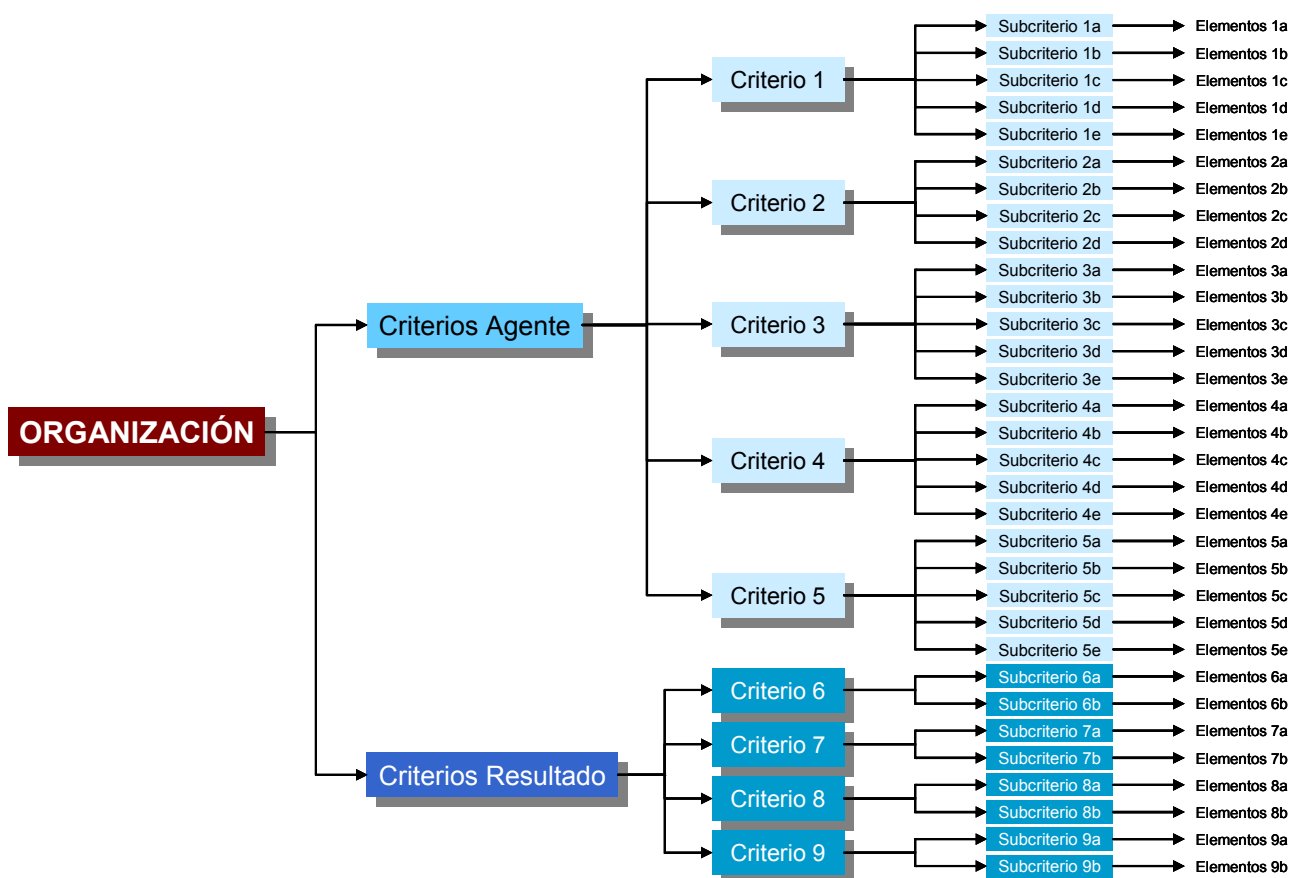 ORGANIZACIÓN
Criterios Agente
Criterio 1
Subcriterio 1a
Elementos 1a
Subcriterio 1b
Elementos 1b
Subcriterio 1c
Elementos 1c
Subcriterio 1d
Elementos 1d
Subcriterio 1e
Elementos 1e
Criterio 2
Subcriterio 2a
Elementos 2a
Subcriterio 2b
Elementos 2b
Subcriterio 2c
Elementos 2c
Subcriterio 2d
Elementos 2d
Criterio 3
Subcriterio 3a
Elementos 3a
Subcriterio 3b
Elementos 3b
Subcriterio 3c
Elementos 3c
Subcriterio 3d
Elementos 3d
Subcriterio 3e
Elementos 3e
Criterio 4
Subcriterio 4a
Elementos 4a
Subcriterio 4b
Elementos 4b
Subcriterio 4c
Elementos 4c
Subcriterio 4d
Elementos 4d
Subcriterio 4e
Elementos 4e
Criterio 5
Subcriterio 5a
Elementos 5a
Subcriterio 5b
Elementos 5b
Subcriterio 5c
Elementos 5c
Subcriterio 5d
Elementos 5d
Subcriterio 5e
Elementos 5e
Criterios Resultado
Criterio 6
Subcriterio 6a
Elementos 6a
Subcriterio 6b
Elementos 6b
Criterio 7
Subcriterio 7a
Elementos 7a
Subcriterio 7b
Elementos 7b
Criterio 8
Subcriterio 8a
Elementos 8a
Subcriterio 8b
Elementos 8b
Criterio 9
Subcriterio 9a
Elementos 9a
Subcriterio 9b
Elementos 9b